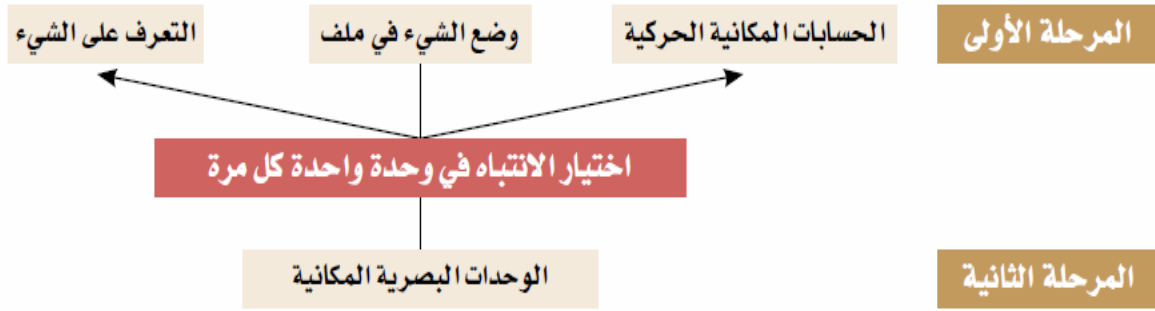 المرحلة الأولى
الحسابات المكانية الحركية
وضع الشيء في ملف
التعرف على الشيء
اختيار الانتباه في وحدة واحدة كل مرة
المرحلة الثانية
الوحدات البصرية المكانية